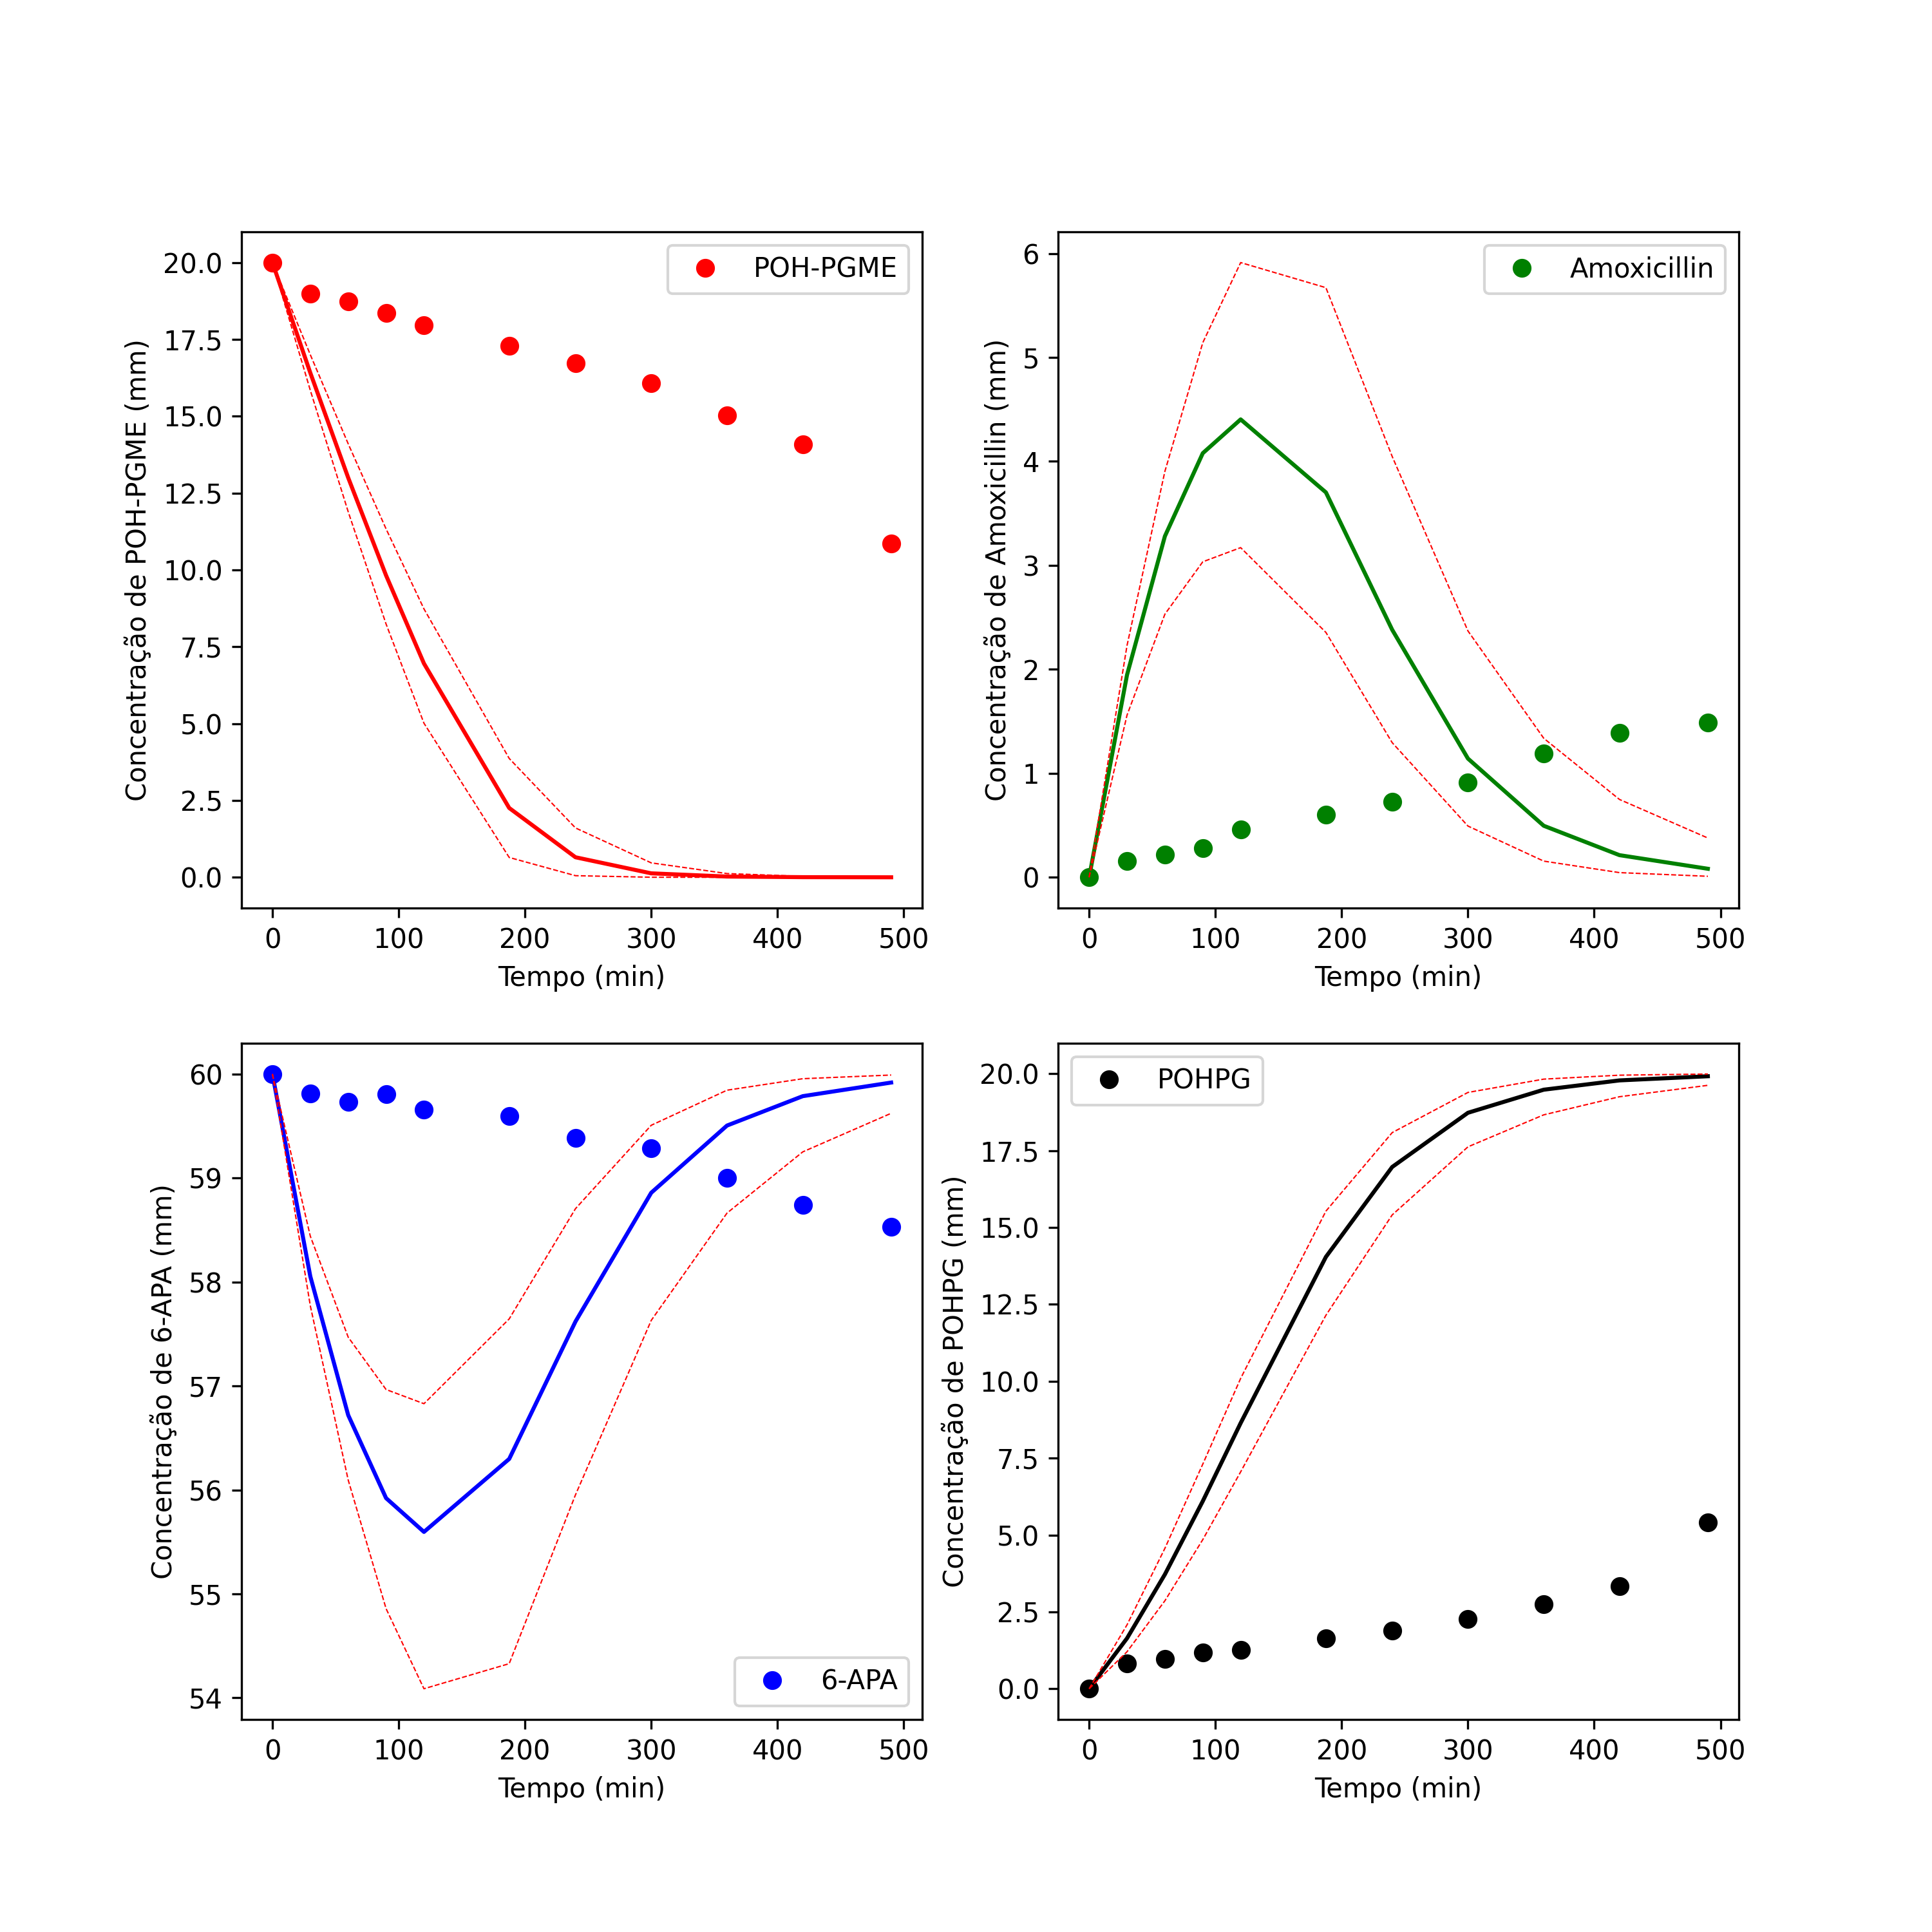 POH-PGME
Concentração de POH-PGME (mm)
20.0
17.5
15.0
12.5
10.0
7.5
5.0
2.5
0.0
0 100 200 300 400 500
Tempo (min)
Amoxicillin
Concentração de Amoxicillin (mm)
6
5
4
3
2
1
0
0 100 200 300 400 500
Tempo (min)
6-APA
Concentração de 6-APA (mm)
60
59
58
57
56
55
54
0 100 200 300 400 500
Tempo (min)
POHPG
Concentração de POHPG (mm)
20.0
17.5
15.0
12.5
10.0
7.5
5.0
2.5
0.0
0 100 200 300 400 500
Tempo (min)